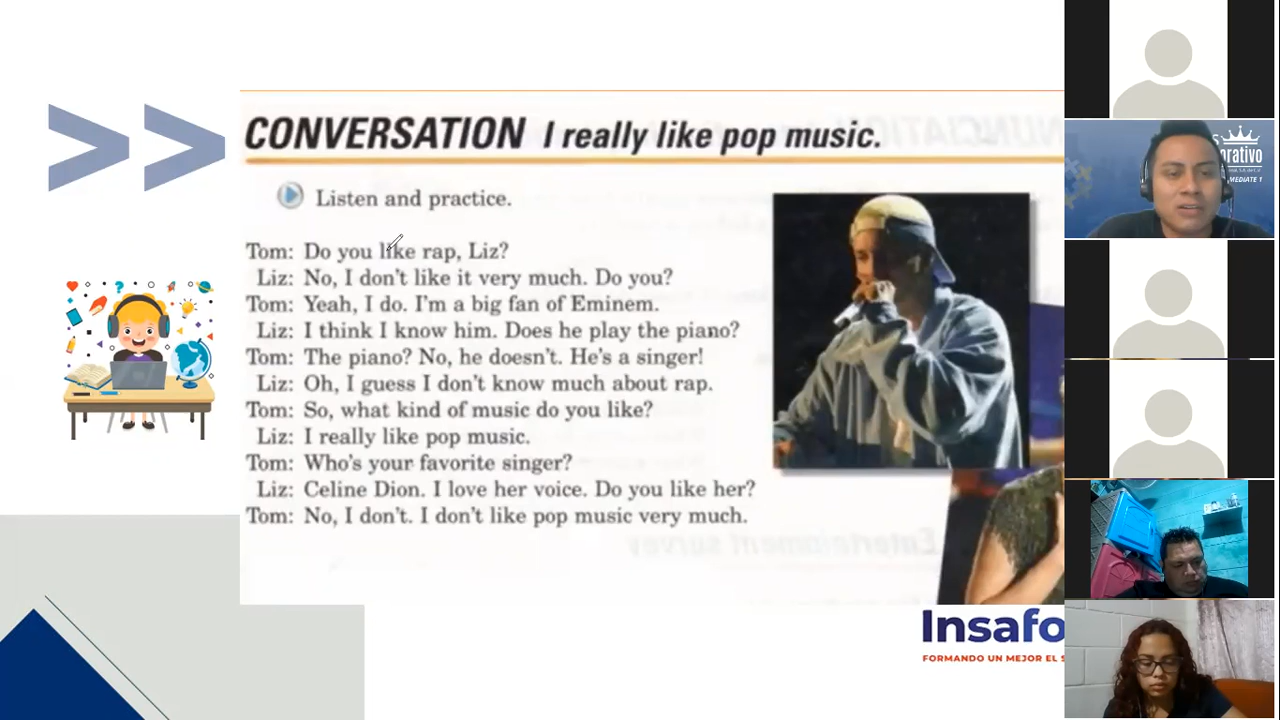 CONVERSATION I really like pop music.
Listen and practice.
Tom: Do you like rap, Liz?
Liz: No, I don't like it very much. Do you?
Tom: Yeah, I do. I'm a big fan of Eminem.
Liz: I think I know him. Does he play the piano?
Tom: The piano? No, he doesn't. He's a singer!
Liz: Oh, I guess I don't know much about rap.
Tom: So, what kind of music do you like?
Liz: I really like pop music.
Tom: Who's your favorite singer?
Liz: Celine Dion. I love her voice. Do you like her?
Tom: No, I don't. I don't like pop music very much.
Insafo
FORMANDO UN MEJOR EL S
orativo
MEDIATE 1